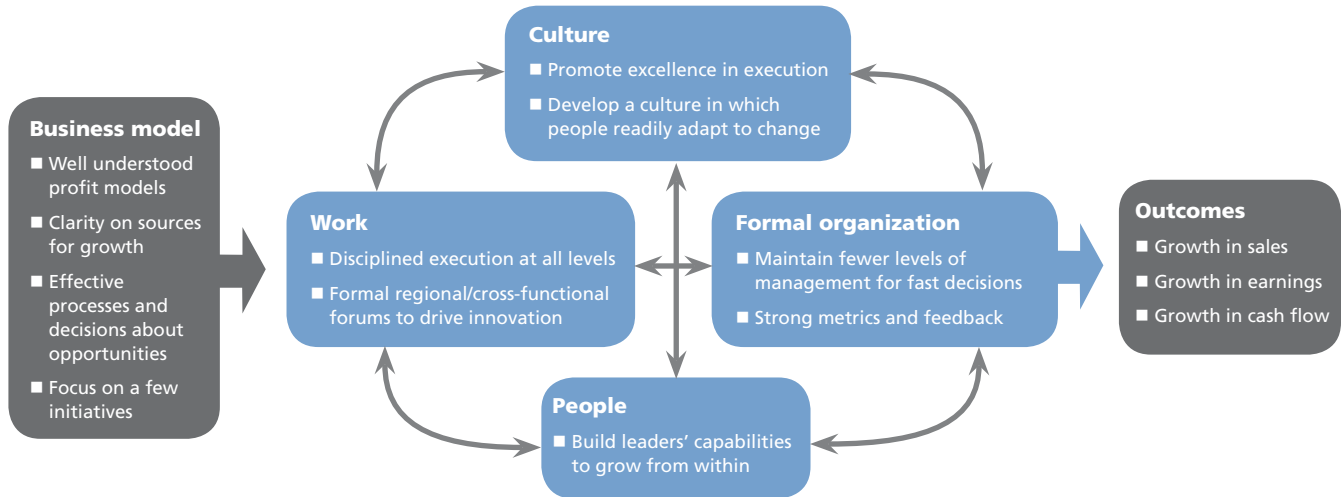 Culture
■ Promote excellence in execution
■ Develop a culture in which
people readily adapt to change
Business model
■ Well understood
profit models
■ Clarity on sources
for growth
■ Effective
processes and
decisions about
opportunities
■ Focus on a few
initiatives
Work
■ Disciplined execution at all levels
■ Formal regional/cross-functional
forums to drive innovation
Formal organization
■ Maintain fewer levels of
management for fast decisions
■ Strong metrics and feedback
Outcomes
■ Growth in sales
■ Growth in earnings
■ Growth in cash flow
People
■ Build leaders’ capabilities
to grow from within